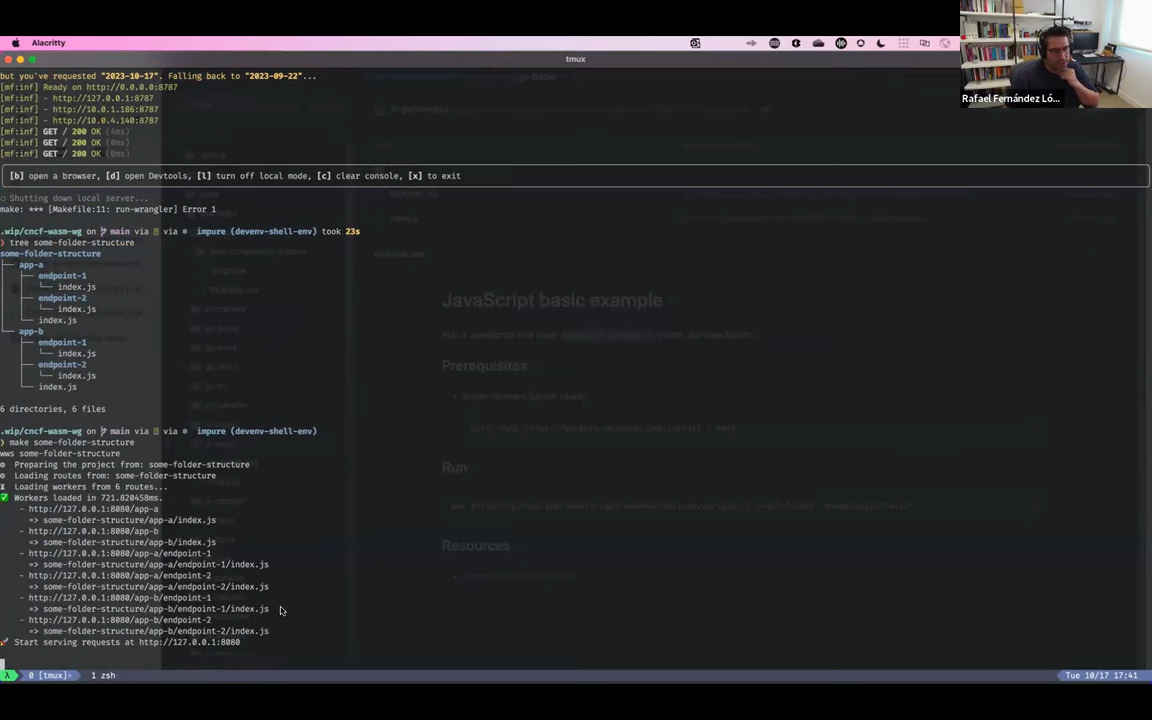 Alacritty
tmux
but you've requested "2023-10-17". Falling back to "2023-09-22"...
[mf:inf] Ready on http://0.0.0.0:8787
[mf:inf] - http://127.0.0.1:8787
[mf:inf] - http://10.0.1.186:8787
[mf:inf] - http://10.0.4.140:8787
[mf:inf] GET / 200 OK (4ms)
[mf:inf] GET / 200 OK (0ms)
[mf:inf] GET / 200 OK (0ms)
[b] open a browser, [d] open Devtools, [l] turn off local mode, [c] clear console, [x] to exit
Shutting down local server...
make: *** [Makefile:11: run-wrangler] Error 1
.wip/cncf-wasm-wg on main via via impure (devenv-shell-env) took 23s
❯ tree some-folder-structure
some-folder-structure
├── app-a
│   ├── endpoint-1
│   │   └── index.js
│   ├── endpoint-2
│   │   └── index.js
│   └── index.js
└── app-b
    ├── endpoint-1
    │   └── index.js
    ├── endpoint-2
    │   └── index.js
    └── index.js
6 directories, 6 files
.wip/cncf-wasm-wg on main via via impure (devenv-shell-env)
❯ make some-folder-structure
wws some-folder-structure
Preparing the project from: some-folder-structure
Loading routes from: some-folder-structure
Loading workers from 6 routes...
✅ Workers loaded in 721.820458ms.
- http://127.0.0.1:8080/app-a
=> some-folder-structure/app-a/index.js
- http://127.0.0.1:8080/app-b
=> some-folder-structure/app-b/index.js
- http://127.0.0.1:8080/app-a/endpoint-1
=> some-folder-structure/app-a/endpoint-1/index.js
- http://127.0.0.1:8080/app-a/endpoint-2
=> some-folder-structure/app-a/endpoint-2/index.js
- http://127.0.0.1:8080/app-b/endpoint-1
=> some-folder-structure/app-b/endpoint-1/index.js
- http://127.0.0.1:8080/app-b/endpoint-2
=> some-folder-structure/app-b/endpoint-2/index.js
🚀 Start serving requests at http://127.0.0.1:8080
λ 0 [tmux] 1 zsh
Tue 10/17 17:41
Rafael Fernández Ló...
js-basic
README.md
JavaScript basic example
Prerequisites
Wasm Workers Server (wws)
Run
Resources